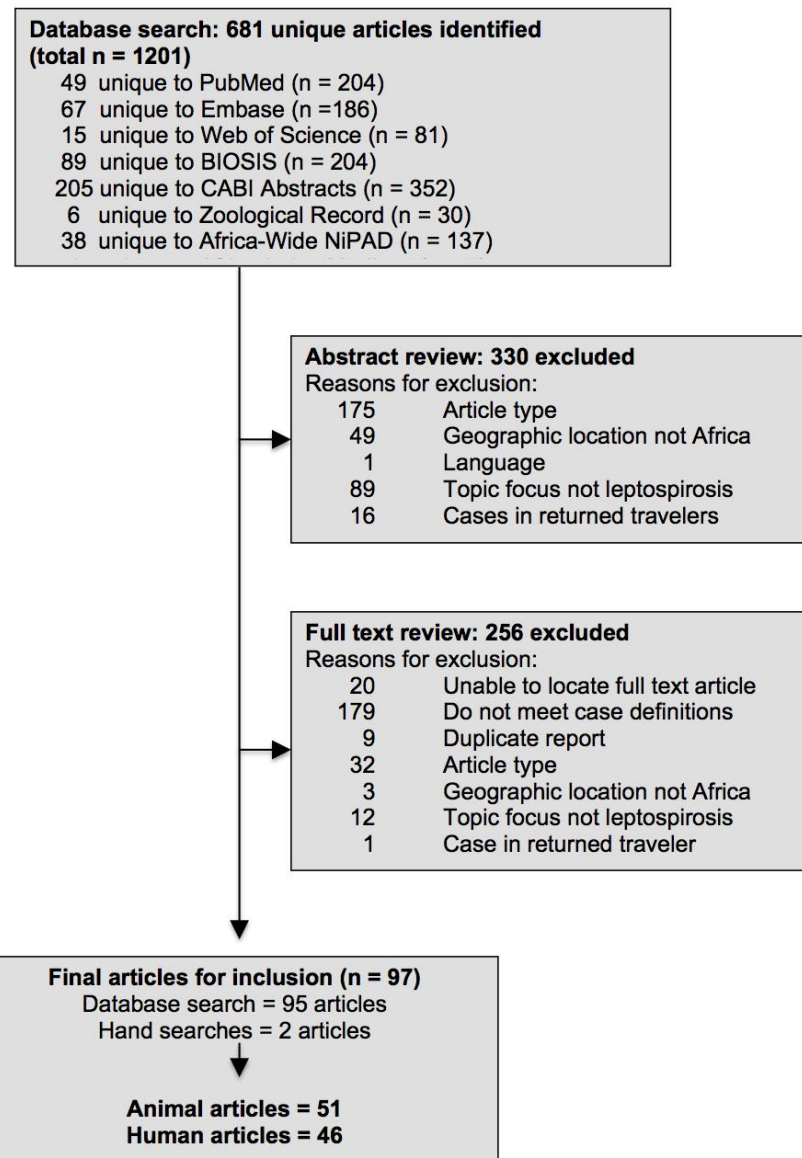 Database search: 681 unique articles identified
(total n = 1201)
49 unique to PubMed (n = 204)
67 unique to Embase (n =186)
15 unique to Web of Science (n = 81)
89 unique to BIOSIS (n = 204)
205 unique to CABI Abstracts (n = 352)
6 unique to Zoological Record (n = 30)
38 unique to Africa-Wide NiPAD (n = 137)
Abstract review: 330 excluded
Reasons for exclusion:
175 Article type
49 Geographic location not Africa
1 Language
89 Topic focus not leptospirosis
16 Cases in returned travelers
Full text review: 256 excluded
Reasons for exclusion:
20 Unable to locate full text article
179 Do not meet case definitions
9 Duplicate report
32 Article type
3 Geographic location not Africa
12 Topic focus not leptospirosis
1 Case in returned traveler
Final articles for inclusion (n = 97)
Database search = 95 articles
Hand searches = 2 articles
Animal articles = 51
Human articles = 46